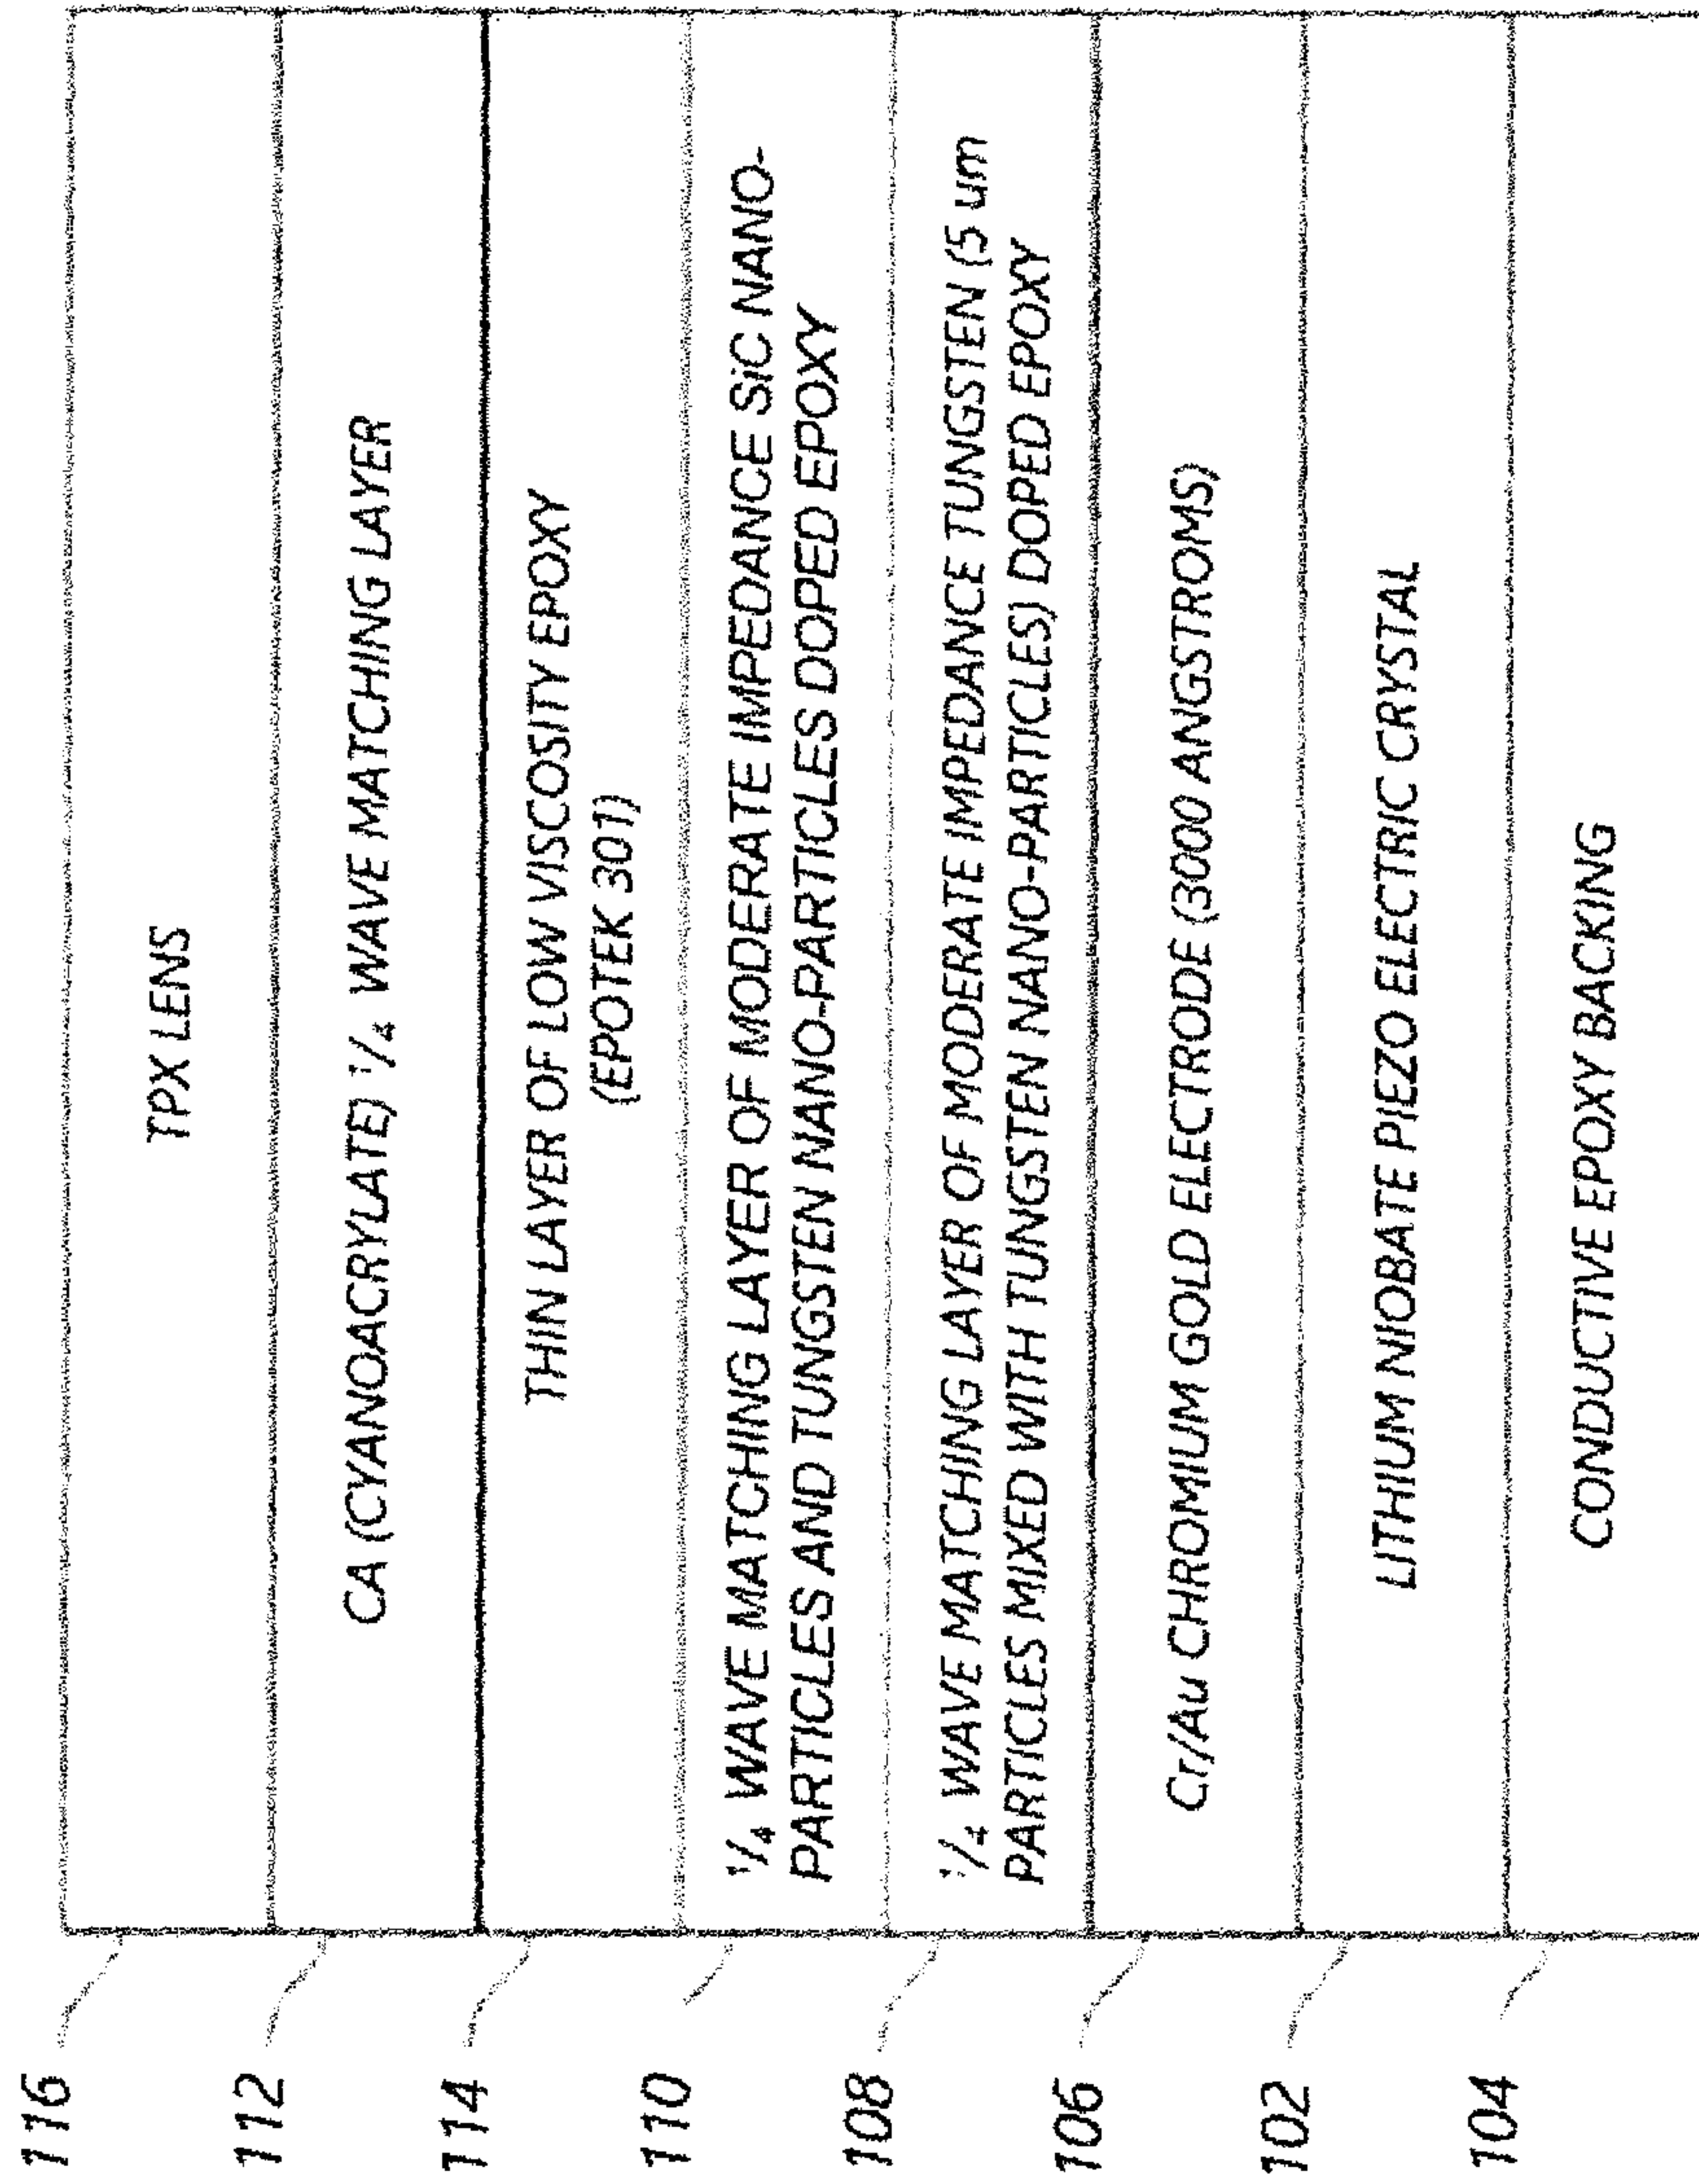 116
TPX LENS
112
CA (CYANOACRYLATE) 1/4 WAVE MATCHING LAYER
114
THIN LAYER OF LOW VISCOSITY EPOXY
(EPOTEK 301)
110
1/4 WAVE MATCHING LAYER OF MODERATE IMPEDANCE SiC NANO-
PARTICLES AND TUNGSTEN NANO-PARTICLES DOPED EPOXY
108
1/4 WAVE MATCHING LAYER OF MODERATE IMPEDANCE TUNGSTEN (5 um
PARTICLES MIXED WITH TUNGSTEN NANO-PARTICLES) DOPED EPOXY
106
Cr/Au CHROMIUM GOLD ELECTRODE (3000 ANGSTROMS)
102
LITHIUM NIOBATE PIEZO ELECTRIC CRYSTAL
104
CONDUCTIVE EPOXY BACKING